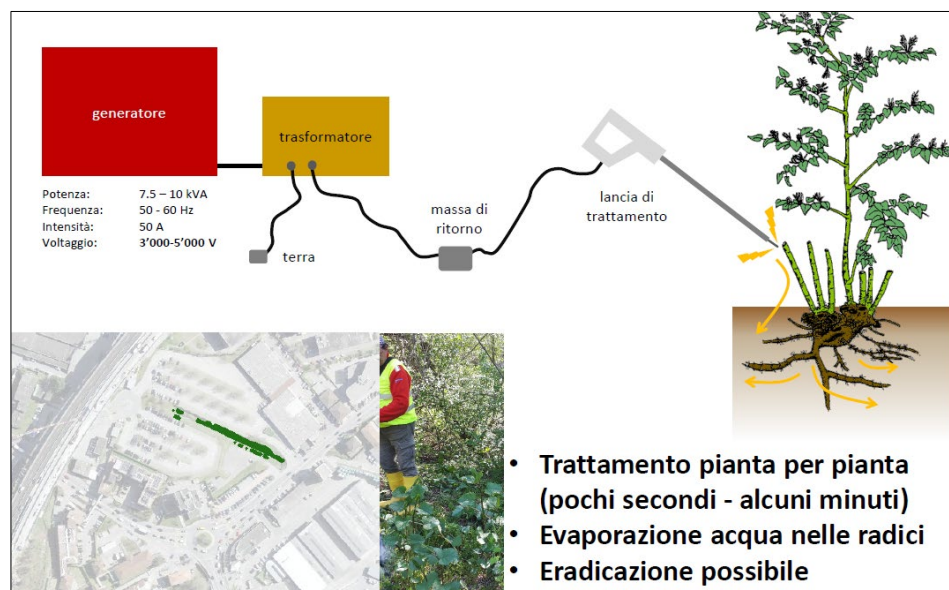 generatore
trasformatore
Potenza: 7.5 – 10 kVA
Frequenza: 50 - 60 Hz
Intensità: 50 A
Voltaggio: 3’000-5’000 V
terra
massa di
ritorno
lancia di
trattamento
• Trattamento pianta per pianta
(pochi secondi - alcuni minuti)
• Evaporazione acqua nelle radici
• Eradicazione possibile